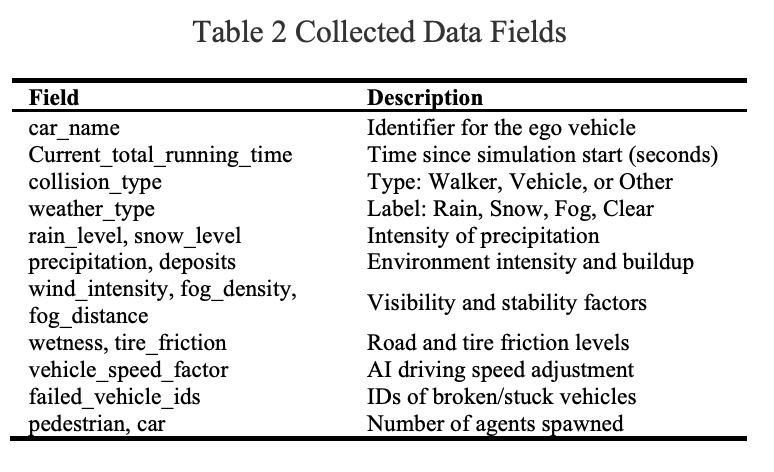 Table 2 Collected Data Fields
Field Description
car_name Identifier for the ego vehicle
Current_total_running_time Time since simulation start (seconds)
collision_type Type: Walker, Vehicle, or Other
weather_type Label: Rain, Snow, Fog, Clear
rain_level, snow_level Intensity of precipitation
precipitation, deposits Environment intensity and buildup
wind_intensity, fog_density,
fog_distance Visibility and stability factors
wetness, tire_friction Road and tire friction levels
vehicle_speed_factor AI driving speed adjustment
failed_vehicle_ids IDs of broken/stuck vehicles
pedestrian, car Number of agents spawned